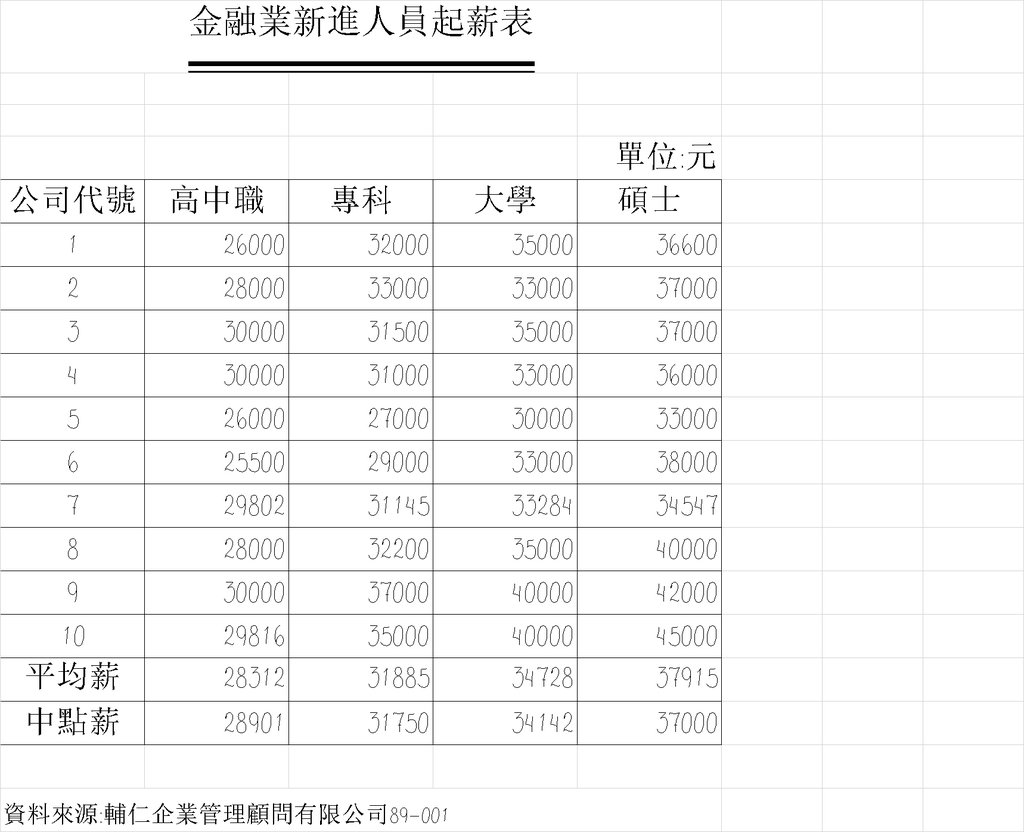 金融業新進人員起薪表
單位:元
公司代號 高中職 專科 大學 碩士
1 26000 32000 35000 36600
2 28000 33000 33000 37000
3 30000 31500 35000 37000
4 30000 31000 33000 36000
5 26000 27000 30000 33000
6 25500 29000 33000 38000
7 29802 31145 33284 34547
8 28000 32200 35000 40000
9 30000 37000 40000 42000
10 29816 35000 40000 45000
平均薪 28312 31885 34728 37915
中點薪 28901 31750 34142 37000
資料來源:輔仁企業管理顧問有限公司89-001